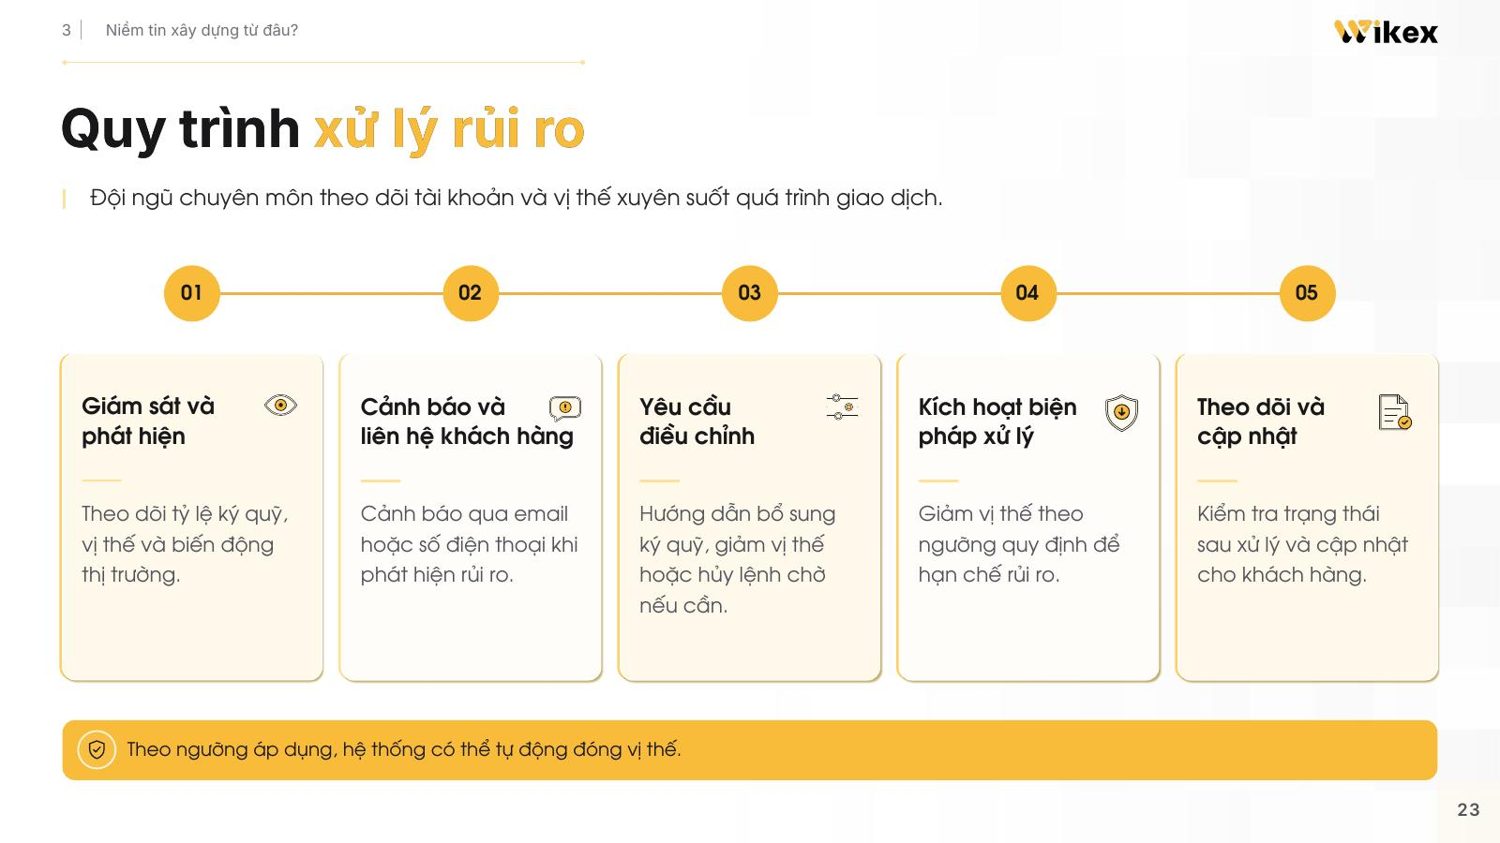 3 | Niềm tin xây dựng từ đâu?
Wikex
Quy trình xử lý rủi ro
Đội ngũ chuyên môn theo dõi tài khoản và vị thế xuyên suốt quá trình giao dịch.
01
02
03
04
05
Giám sát và
phát hiện
Theo dõi tỷ lệ ký quỹ,
vị thế và biến động
thị trường.
Cảnh báo và
liên hệ khách hàng
Cảnh báo qua email
hoặc số điện thoại khi
phát hiện rủi ro.
Yêu cầu
điều chỉnh
Hướng dẫn bổ sung
ký quỹ, giảm vị thế
hoặc hủy lệnh chờ
nếu cần.
Kích hoạt biện
pháp xử lý
Giảm vị thế theo
ngưỡng quy định để
hạn chế rủi ro.
Theo dõi và
cập nhật
Kiểm tra trạng thái
sau xử lý và cập nhật
cho khách hàng.
Theo ngưỡng áp dụng, hệ thống có thể tự động đóng vị thế.
23